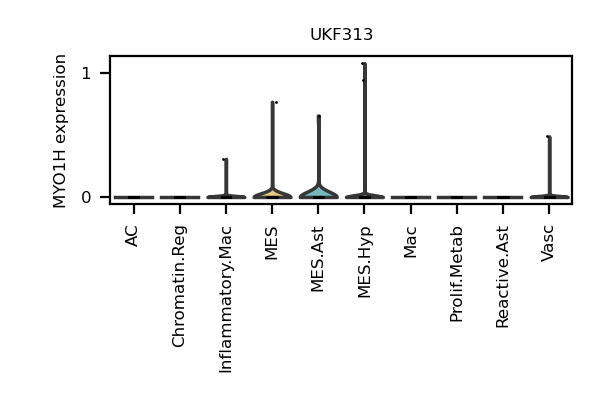 UKF313
MYO1H expression
1
0
AC
Chromatin.Reg
Inflammatory.Mac
MES
MES.Ast
MES.Hyp
Mac
Prolif.Metab
Reactive.Ast
Vasc